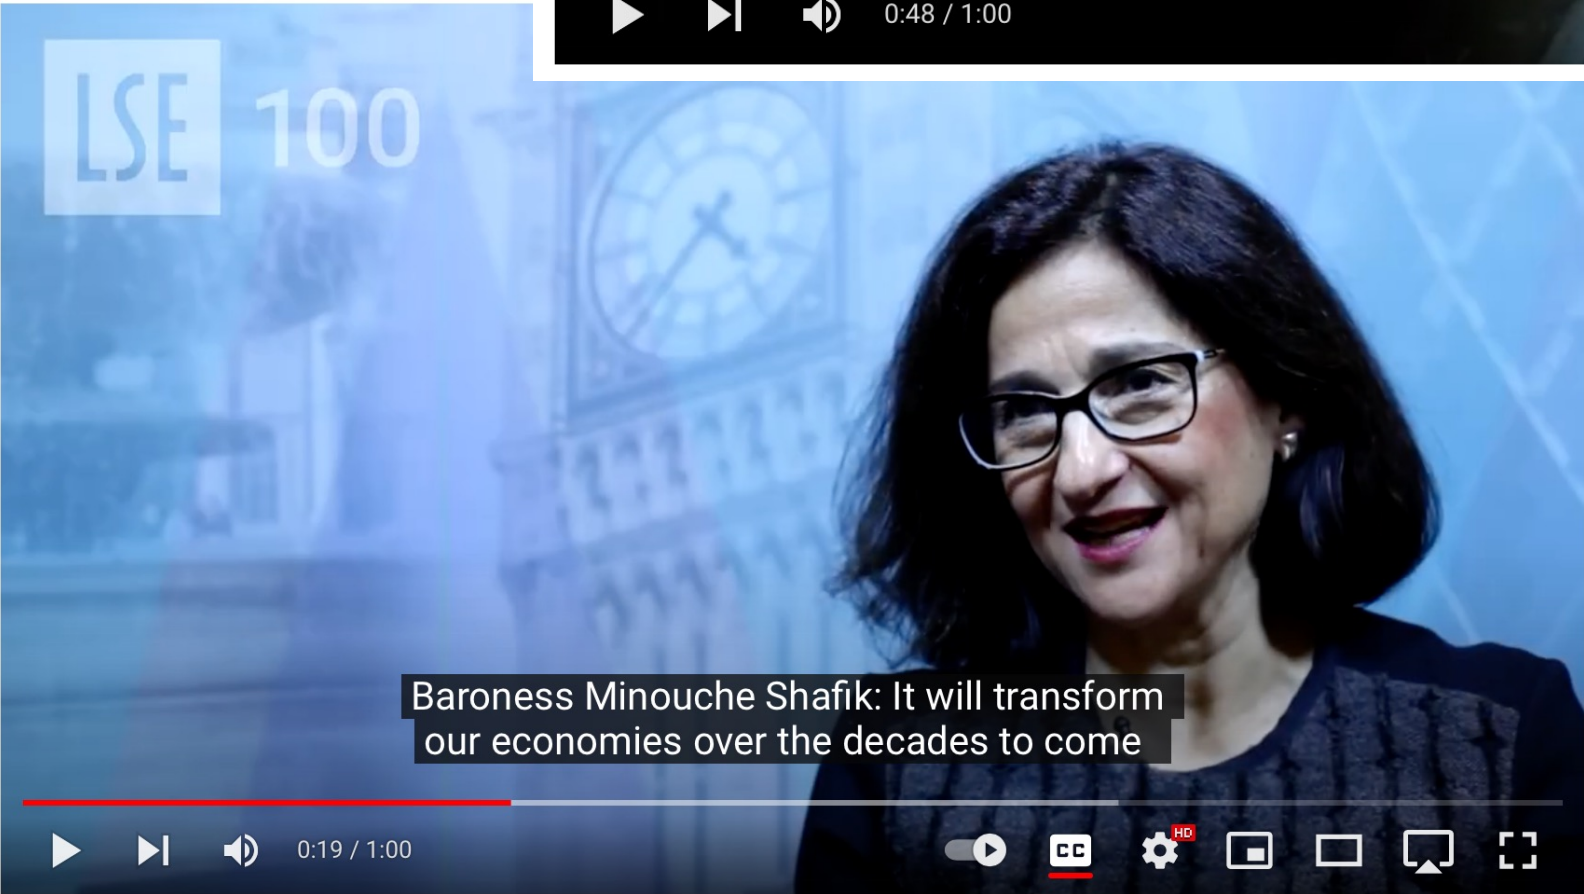 0:48 / 1:00
LSE 100
Baroness Minouche Shafik: It will transform
our economies over the decades to come
HD
0:19 / 1:00
CC